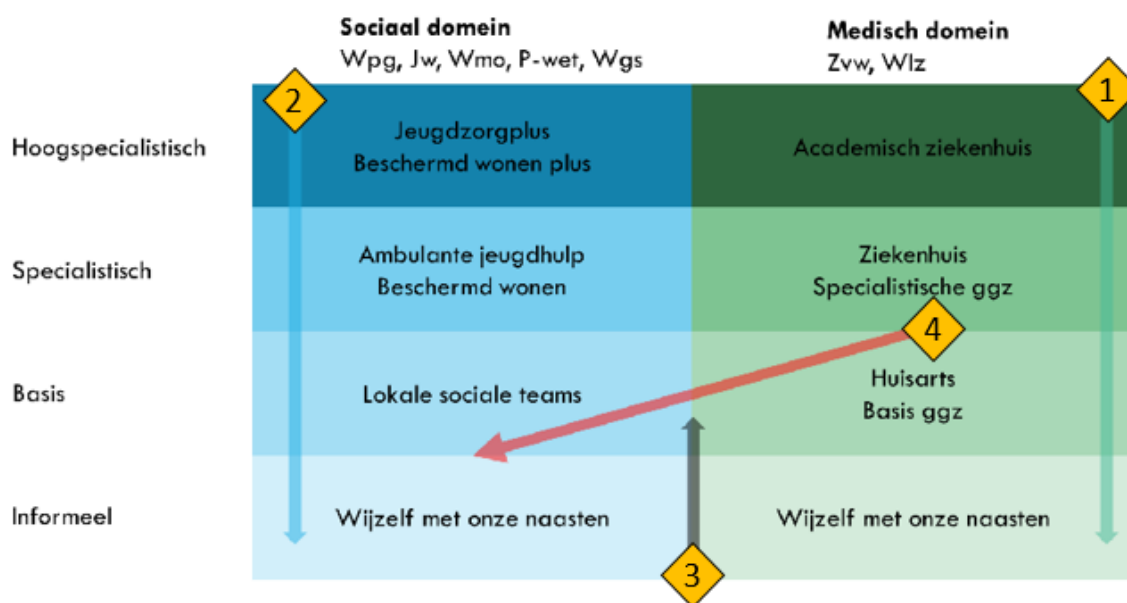 Sociaal domein
Wpg, Jw, Wmo, P-wet, Wgs
Medisch domein
Zvw, Wlz
2
1
Hoogspecialistisch
Jeugdzorgplus
Beschermd wonen plus
Academisch ziekenhuis
Specialistisch
Ambulante jeugdhulp
Beschermd wonen
Ziekenhuis
Specialistische ggz
4
Basis
Lokale sociale teams
Huisarts
Basis ggz
Informeel
Wijzelf met onze naasten
Wijzelf met onze naasten
3